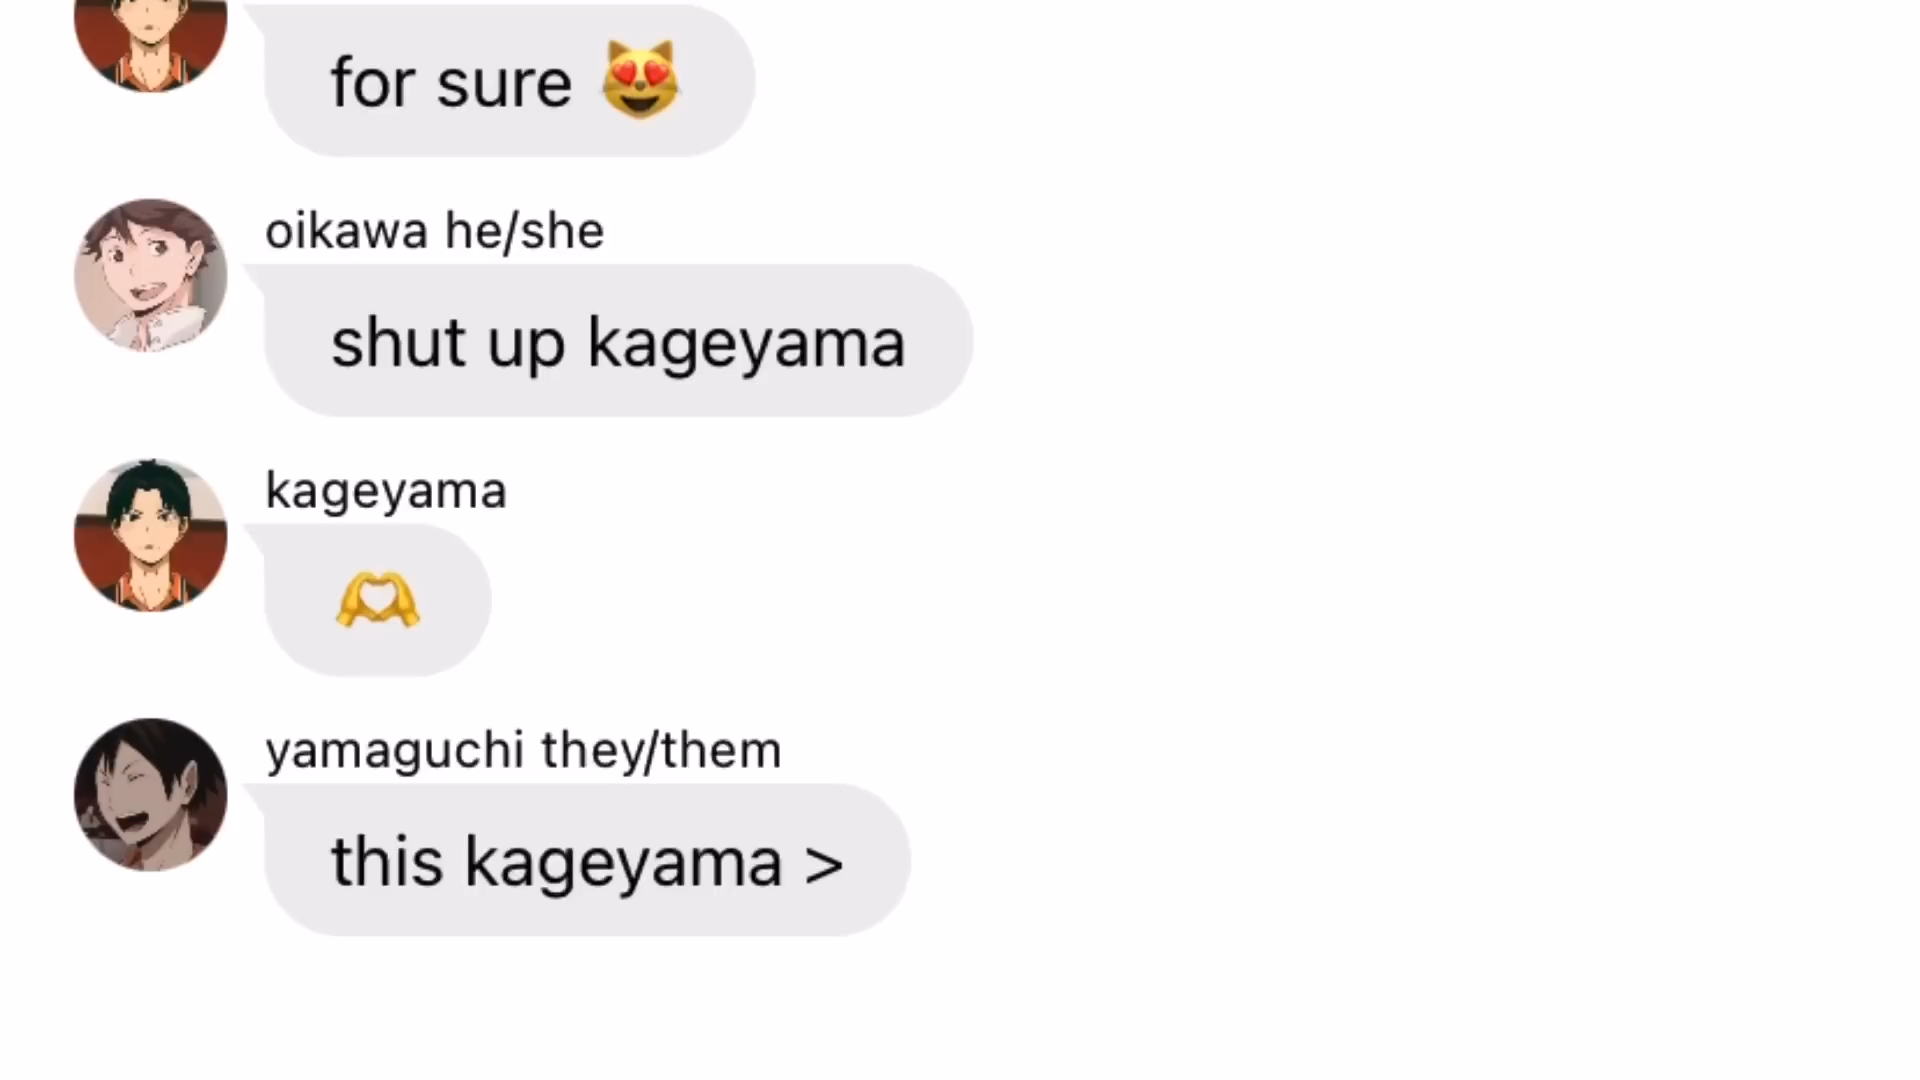 for sure 😻
oikawa he/she
shut up kageyama
kageyama
🫶
yamaguchi they/them
this kageyama >